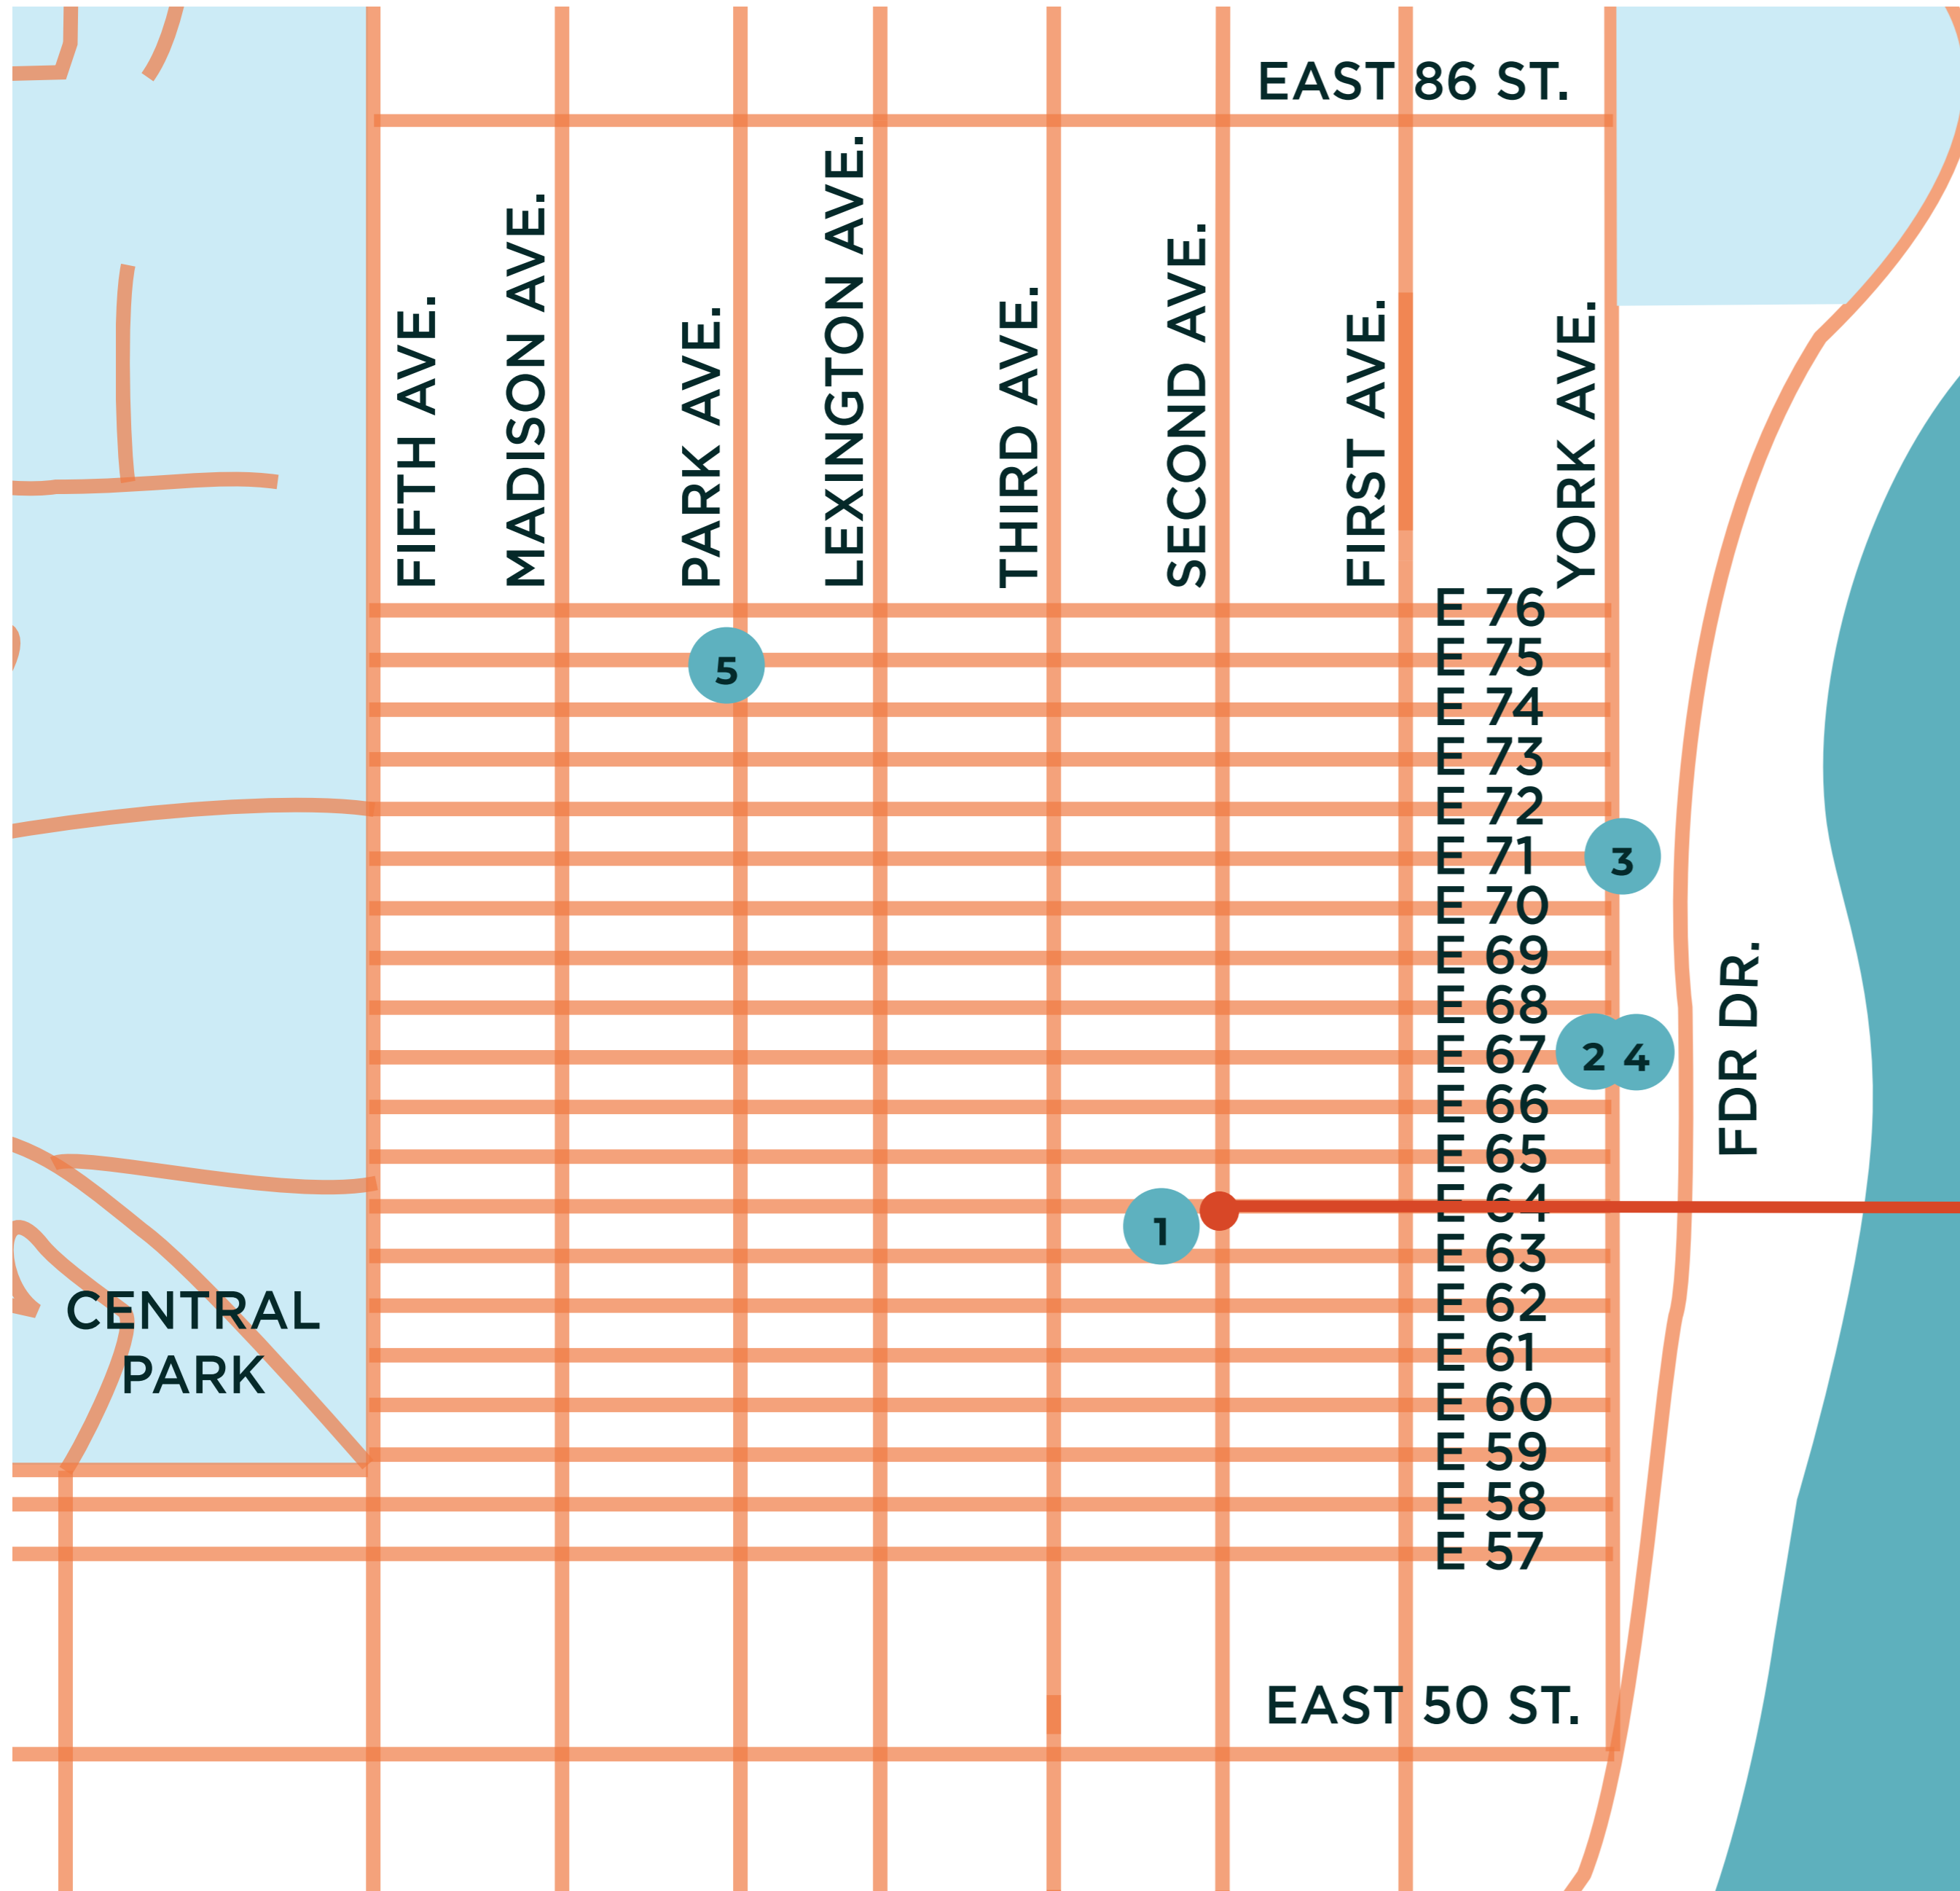 EAST 86 ST.
FIFTH AVE.
MADISON AVE.
PARK AVE.
LEXINGTON AVE.
THIRD AVE.
SECOND AVE.
FIRST AVE.
YORK AVE.
E 76
E 75
5
E 74
E 73
E 72
E 71
3
E 70
E 69
E 68
E 67
2
4
E 66
E 65
FDR DR.
E 64
1
E 63
E 62
CENTRAL
PARK
E 61
E 60
E 59
E 58
E 57
EAST 50 ST.